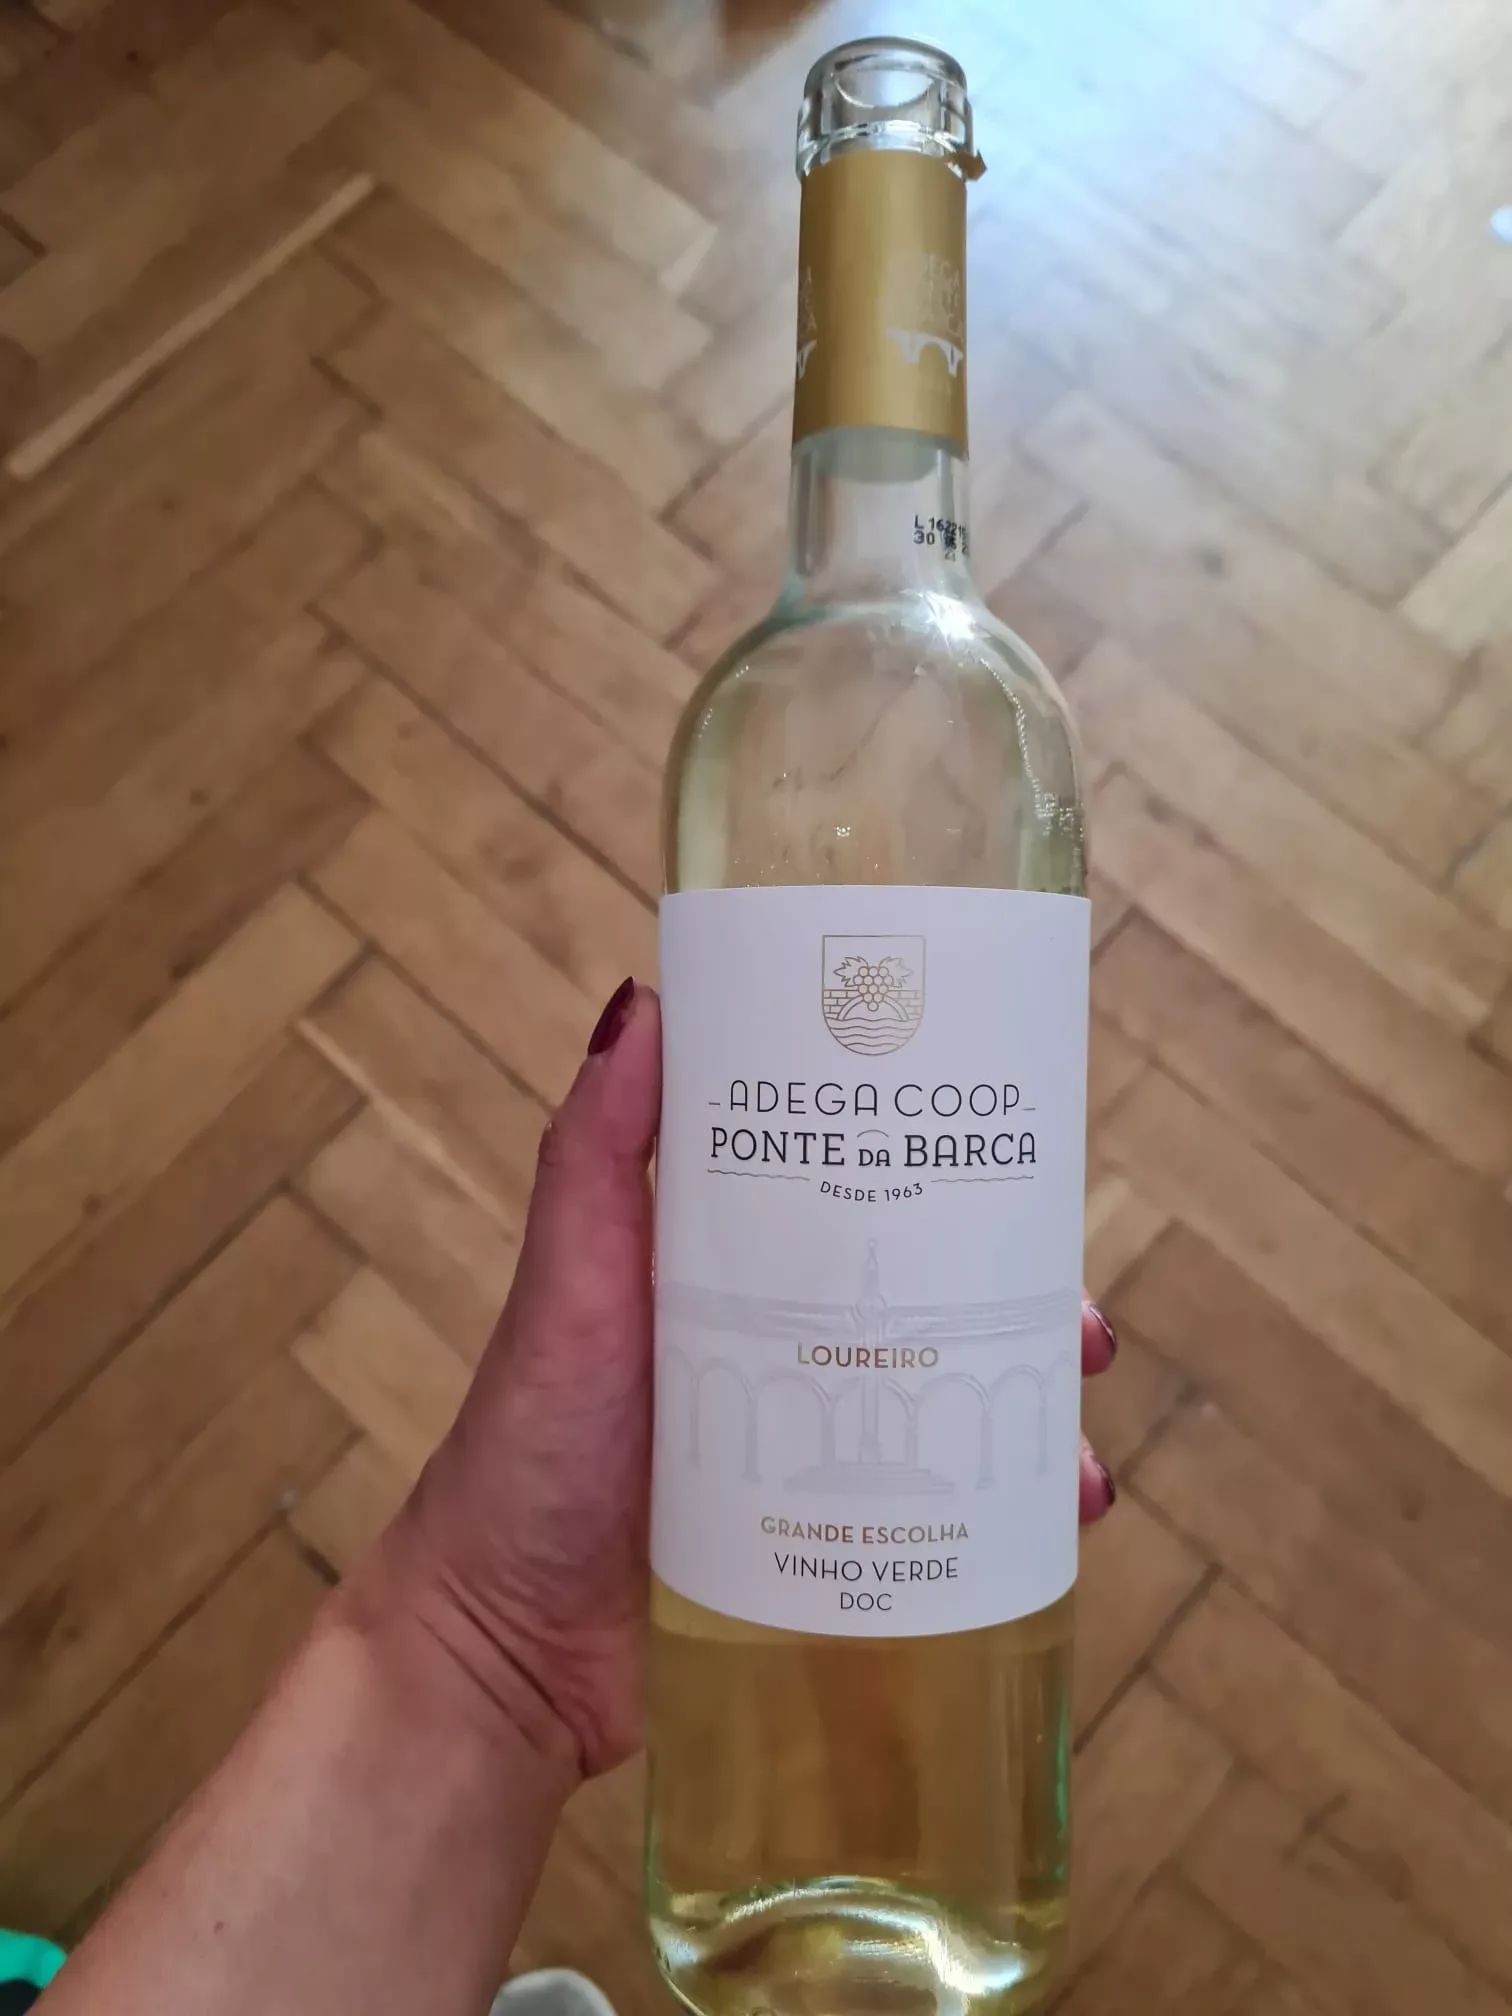 ADEGA COOP
PONTE DA BARCA
DESDE 1963
LOUREIRO
GRANDE ESCOLHA
VINHO VERDE
DOC